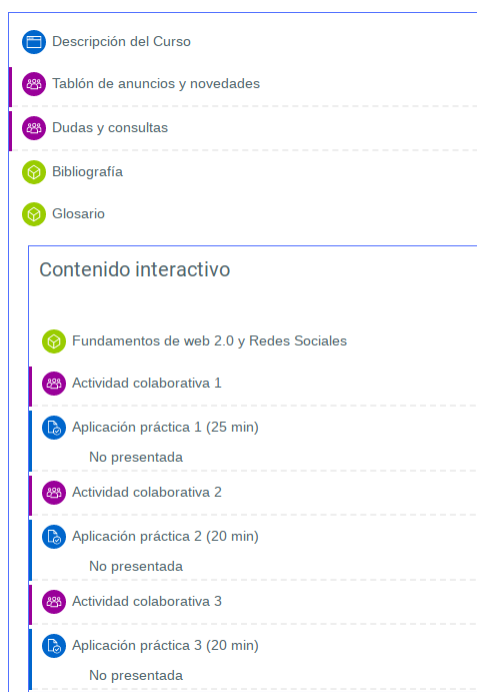 Descripción del Curso
Tablón de anuncios y novedades
Dudas y consultas
Bibliografía
Glosario
Contenido interactivo
Fundamentos de web 2.0 y Redes Sociales
Actividad colaborativa 1
Aplicación práctica 1 (25 min)
No presentada
Actividad colaborativa 2
Aplicación práctica 2 (20 min)
No presentada
Actividad colaborativa 3
Aplicación práctica 3 (20 min)
No presentada